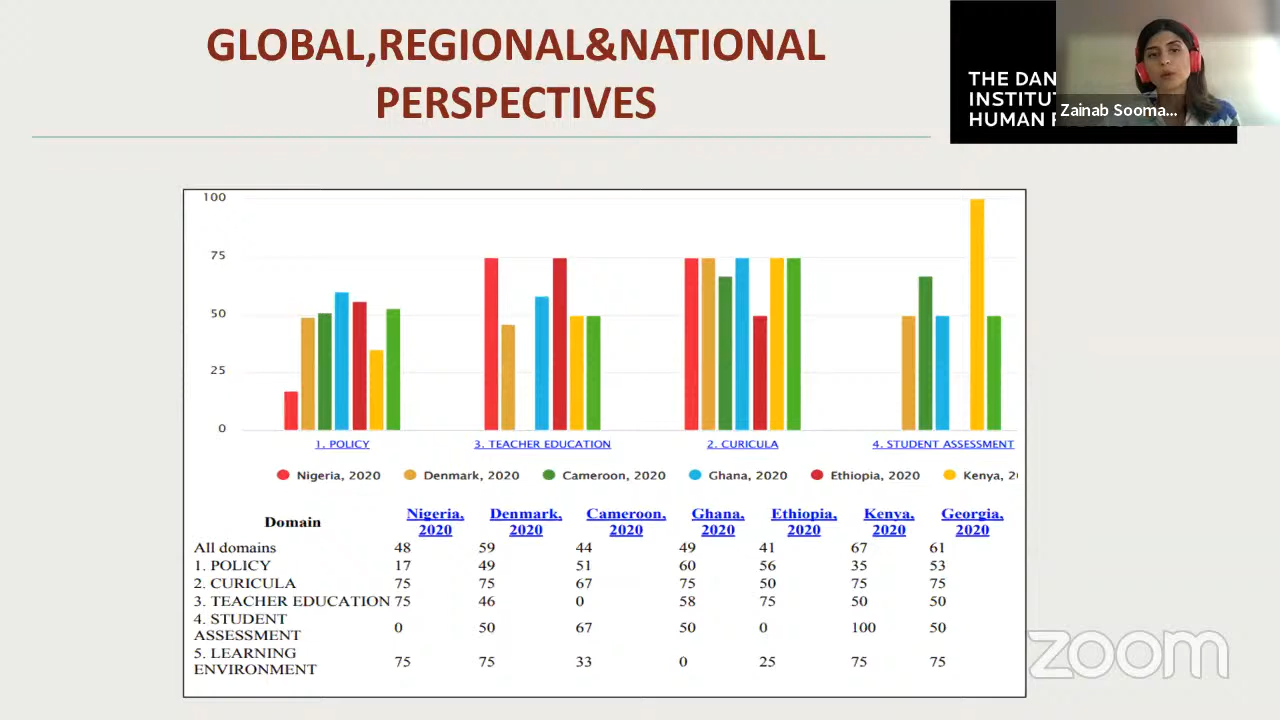 GLOBAL,REGIONAL&NATIONAL
PERSPECTIVES
THE DAN
INSTITU
HUMAN
Zainab Sooma...
100
75
50
25
0
1. POLICY
3. TEACHER EDUCATION
2. CURICULA
4. STUDENT ASSESSMENT
Nigeria, 2020 Denmark, 2020 Cameroon, 2020 Ghana, 2020 Ethiopia, 2020 Kenya, 2
Domain Nigeria, 2020 Denmark, 2020 Cameroon, 2020 Ghana, 2020 Ethiopia, 2020 Kenya, 2020 Georgia, 2020
All domains 48 59 44 49 41 67 61
1. POLICY 17 49 51 60 56 35 53
2. CURICULA 75 75 67 75 50 75 75
3. TEACHER EDUCATION 75 46 0 58 75 50 50
4. STUDENT
ASSESSMENT 0 50 67 50 0 100 50
5. LEARNING
ENVIRONMENT 75 75 33 0 25 75 75
zoom